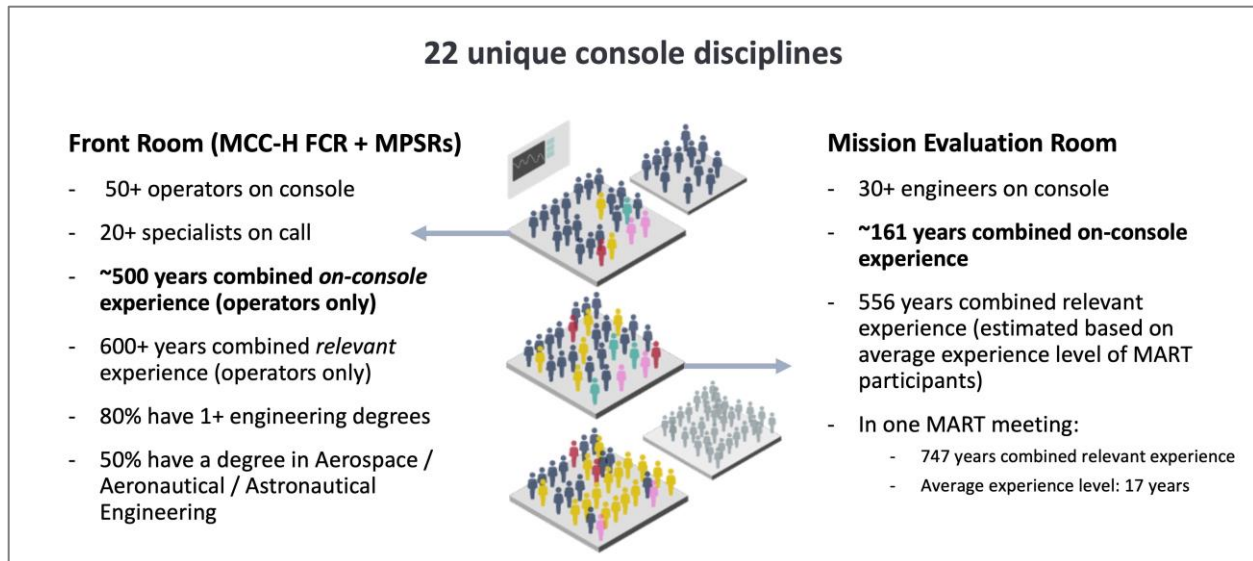 22 unique console disciplines
Front Room (MCC-H FCR + MPSRs)
- 50+ operators on console
- 20+ specialists on call
- ~500 years combined on-console
experience (operators only)
- 600+ years combined relevant
experience (operators only)
- 80% have 1+ engineering degrees
- 50% have a degree in Aerospace /
Aeronautical / Astronautical
Engineering
Mission Evaluation Room
- 30+ engineers on console
- ~161 years combined on-console
experience
- 556 years combined relevant
experience (estimated based on
average experience level of MART
participants)
- In one MART meeting:
- 747 years combined relevant experience
- Average experience level: 17 years